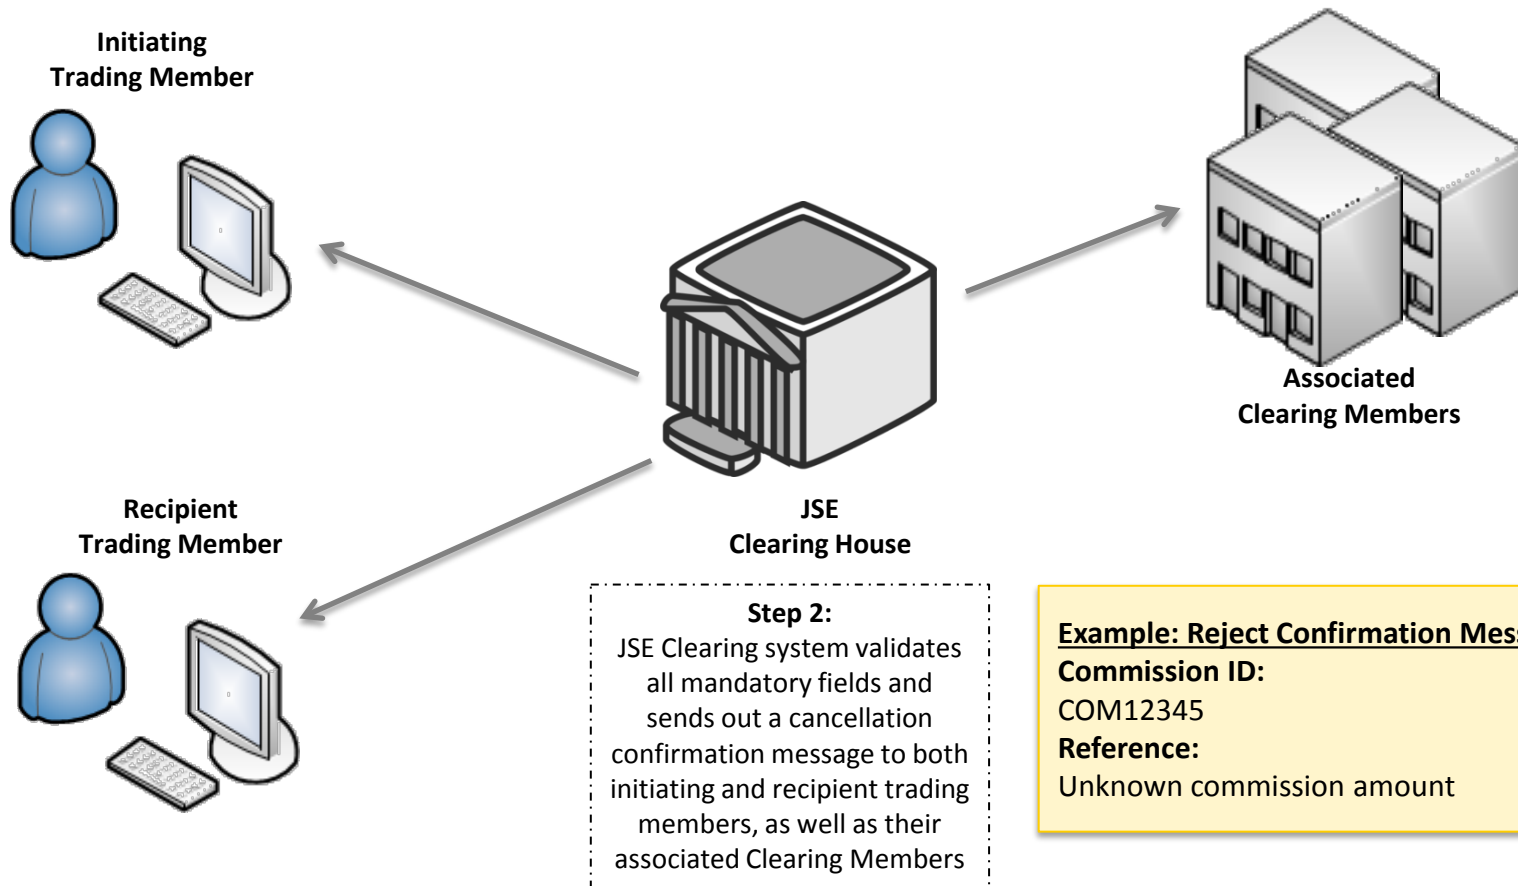 Initiating
Trading Member
Associated
Clearing Members
Recipient
Trading Member
JSE
Clearing House
Step 2:
JSE Clearing system validates
all mandatory fields and
sends out a cancellation
confirmation message to both
initiating and recipient trading
members, as well as their
associated Clearing Members
Example: Reject Confirmation
Commission ID:
COM12345
Reference:
Unknown commission amount